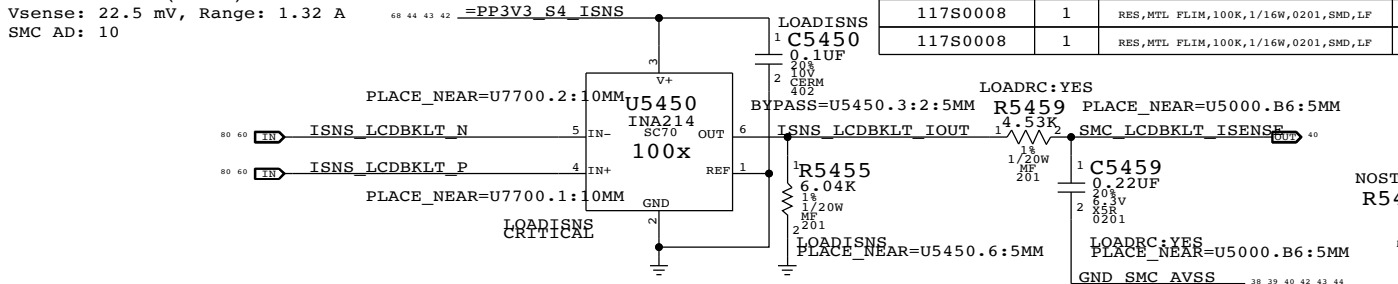 Vsense: 22.5 mV, Range: 1.32 A
SMC AD: 10
68 44 43 42 =PP3V3_S4_ISNS
LOADISNS
1 C5450
0.1UF
20%
10V
2 CERM
402
BYPASS=U5450.3:2:5MM
117S0008 1 RES,MTL FLIM,100K,1/16W,0201,SMD,LF
117S0008 1 RES,MTL FLIM,100K,1/16W,0201,SMD,LF
3
V+
PLACE_NEAR=U7700.2:10MM
U5450
INA214
SC70
100x
80 60 IN ISNS_LCDBKLT_N 5 IN-
80 60 IN ISNS_LCDBKLT_P 4 IN+
OUT 6 ISNS_LCDBKLT_IOUT
REF 1
GND
2
PLACE_NEAR=U7700.1:10MM
LOADISNS
CRITICAL
LOADRC:YES
R5459
4.53K
1 2
1%
1/20W
MF
201
PLACE_NEAR=U5000.B6:5MM
SMC_LCDBKLT_ISENSE OUT 40
1 R5455
6.04K
1%
1/20W
MF
2 201
LOADISNS
PLACE_NEAR=U5450.6:5MM
1 C5459
0.22UF
20%
2 6.3V
X5R
0201
LOADRC:YES
PLACE_NEAR=U5000.B6:5MM
GND_SMC_AVSS 38 39 40 42 43 44
NOST
R54